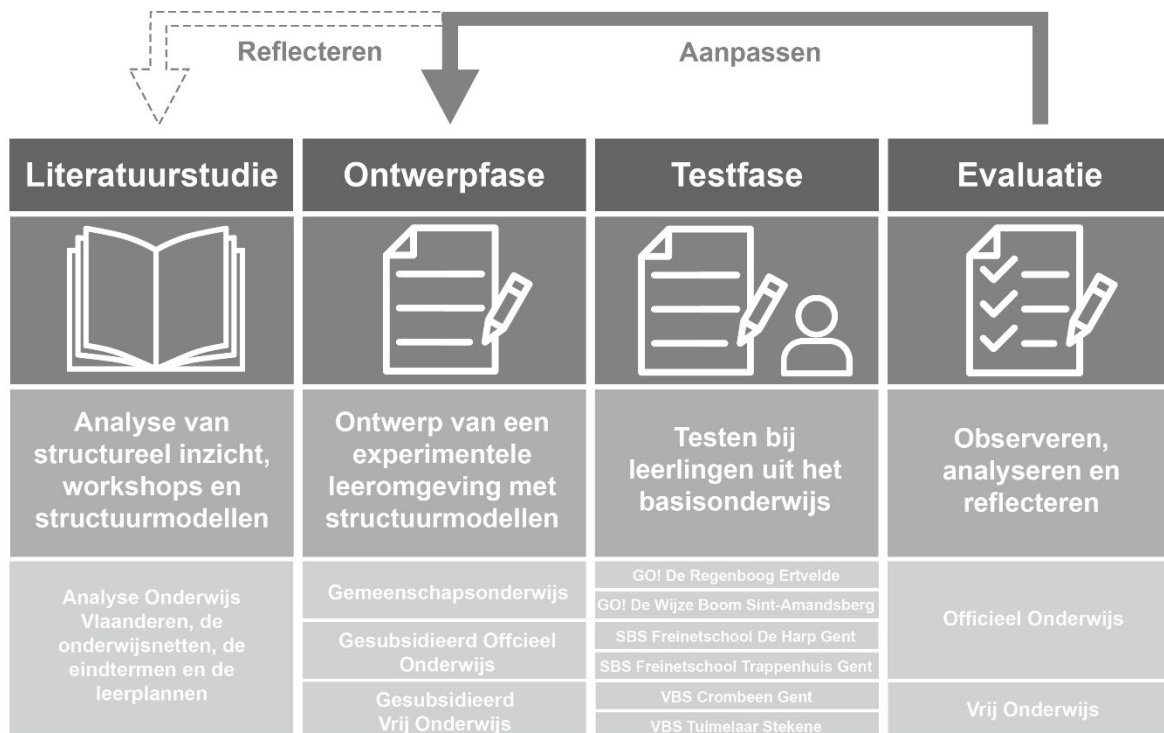 Reflecteren
Aanpassen
Literatuurstudie
Ontwerpfase
Testfase
Evaluatie
Analyse van
structureel inzicht,
workshops en
structuurmodellen
Ontwerp van een
experimentele
leeromgeving met
structuurmodellen
Testen bij
leerlingen uit het
basisonderwijs
Observeren,
analyseren en
reflecteren
Analyse Onderwijs
Vlaanderen, de
onderwijsnetten, de
eindtermen en de
leerplannen
Gemeenschapsonderwijs
Gesubsidieerd Offcieel
Onderwijs
Gesubsidieerd
Vrij Onderwijs
GO! De Regenboog Ertvelde
GO! De Wijze Boom Sint-Amandsberg
SBS Freinetschool De Harp Gent
SBS Freinetschool Trappenhuis Gent
VBS Crombeen Gent
VBS Tuimelaar Stekene
Officieel Onderwijs
Vrij Onderwijs